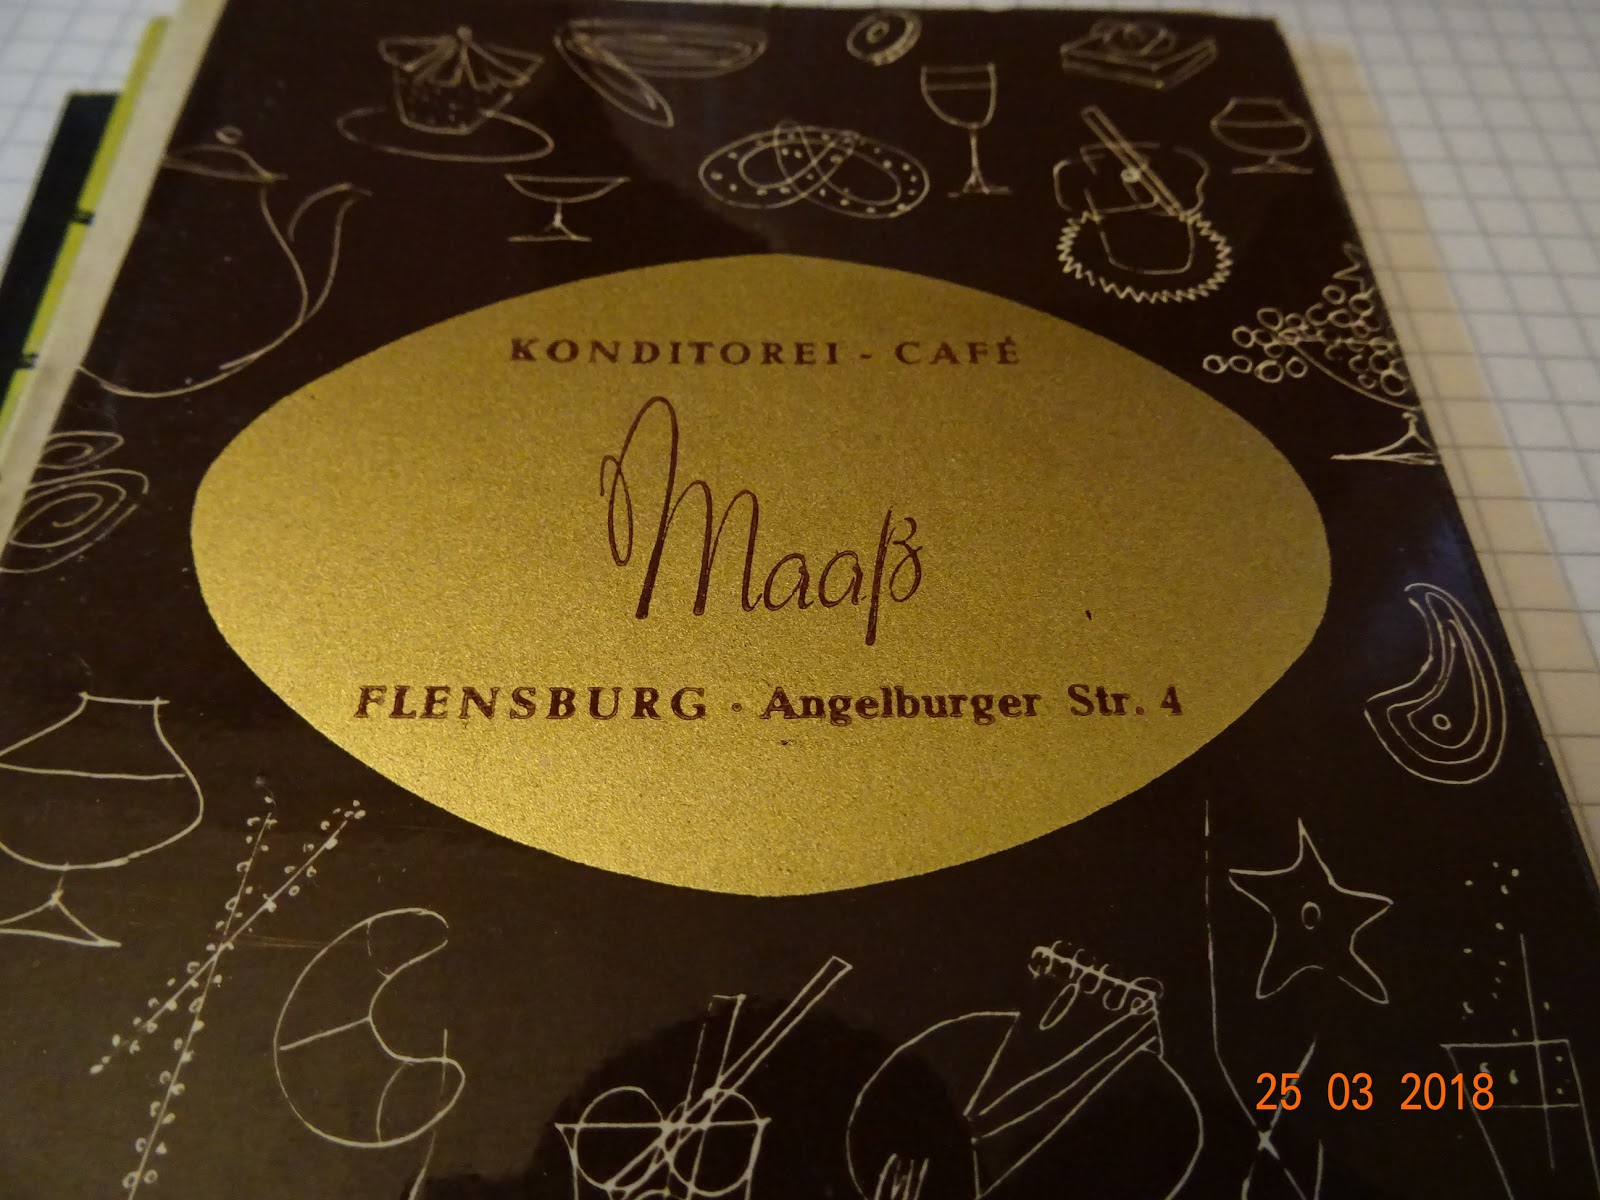 KONDITOREI - CAFÉ
Maaß
FLENSBURG · Angelburger Str. 4
25 03 2018